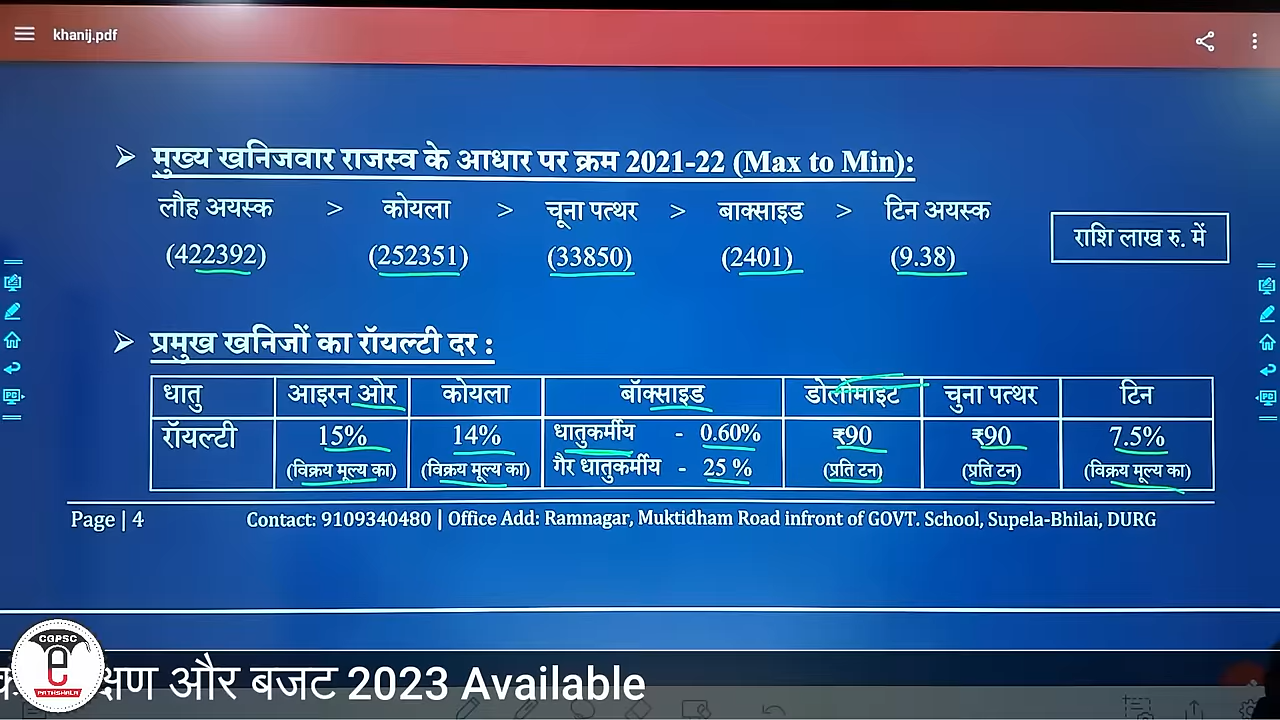 khanij.pdf
➢ मुख्य खनिजवार राजस्व के आधार पर क्रम 2021-22 (Max to Min):
लौह अयस्क > कोयला > चूना पत्थर > बाक्साइड > टिन अयस्क
(422392) (252351) (33850) (2401) (9.38)
राशि लाख रु. में
➢ प्रमुख खनिजों का रॉयल्टी दर :
धातु आइरन ओर कोयला बॉक्साइड डोलोमाइट चुना पत्थर टिन
रॉयल्टी 15% 14% धातुकर्मीय - 0.60% ₹90 ₹90 7.5%
(विक्रय मूल्य का) (विक्रय मूल्य का) गैर धातुकर्मीय - 25 % (प्रति टन) (प्रति टन) (विक्रय मूल्य का)
Page | 4 Contact: 9109340480 | Office Add: Ramnagar, Muktidham Road infront of GOVT. School, Supela-Bhilai, DURG
CGPSC
e
PATHSHALA
क्षण और बजट 2023 Available